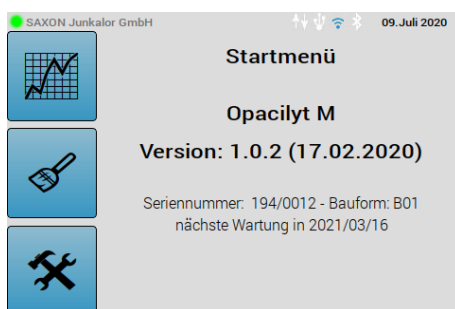 SAXON Junkalor GmbH
09.Juli 2020
Startmenü
Opacilyt M
Version: 1.0.2 (17.02.2020)
Seriennummer: 194/0012 - Bauform: B01
nächste Wartung in 2021/03/16